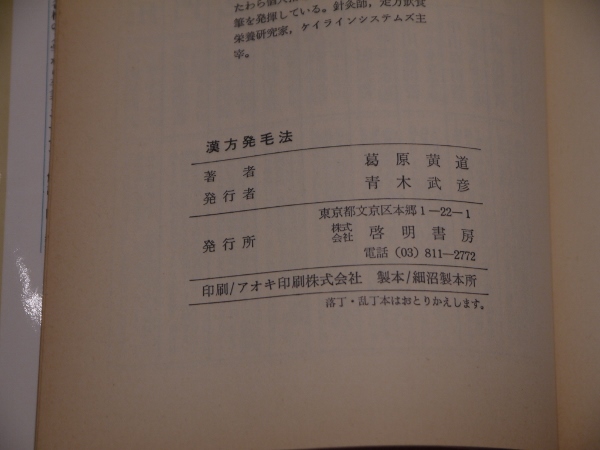 筆を発揮している。針灸師，足方飲食
栄養研究家，ケイラインシステムズ主
宰。
漢方発毛法
著者 葛原黄道
発行者 青木武彦
東京都文京区本郷1―22―1
発行所 株式会社 啓明書房
電話 (03) 811―2772
印刷/アオキ印刷株式会社 製本/細沼製本所
落丁・乱丁本はおとりかえします。